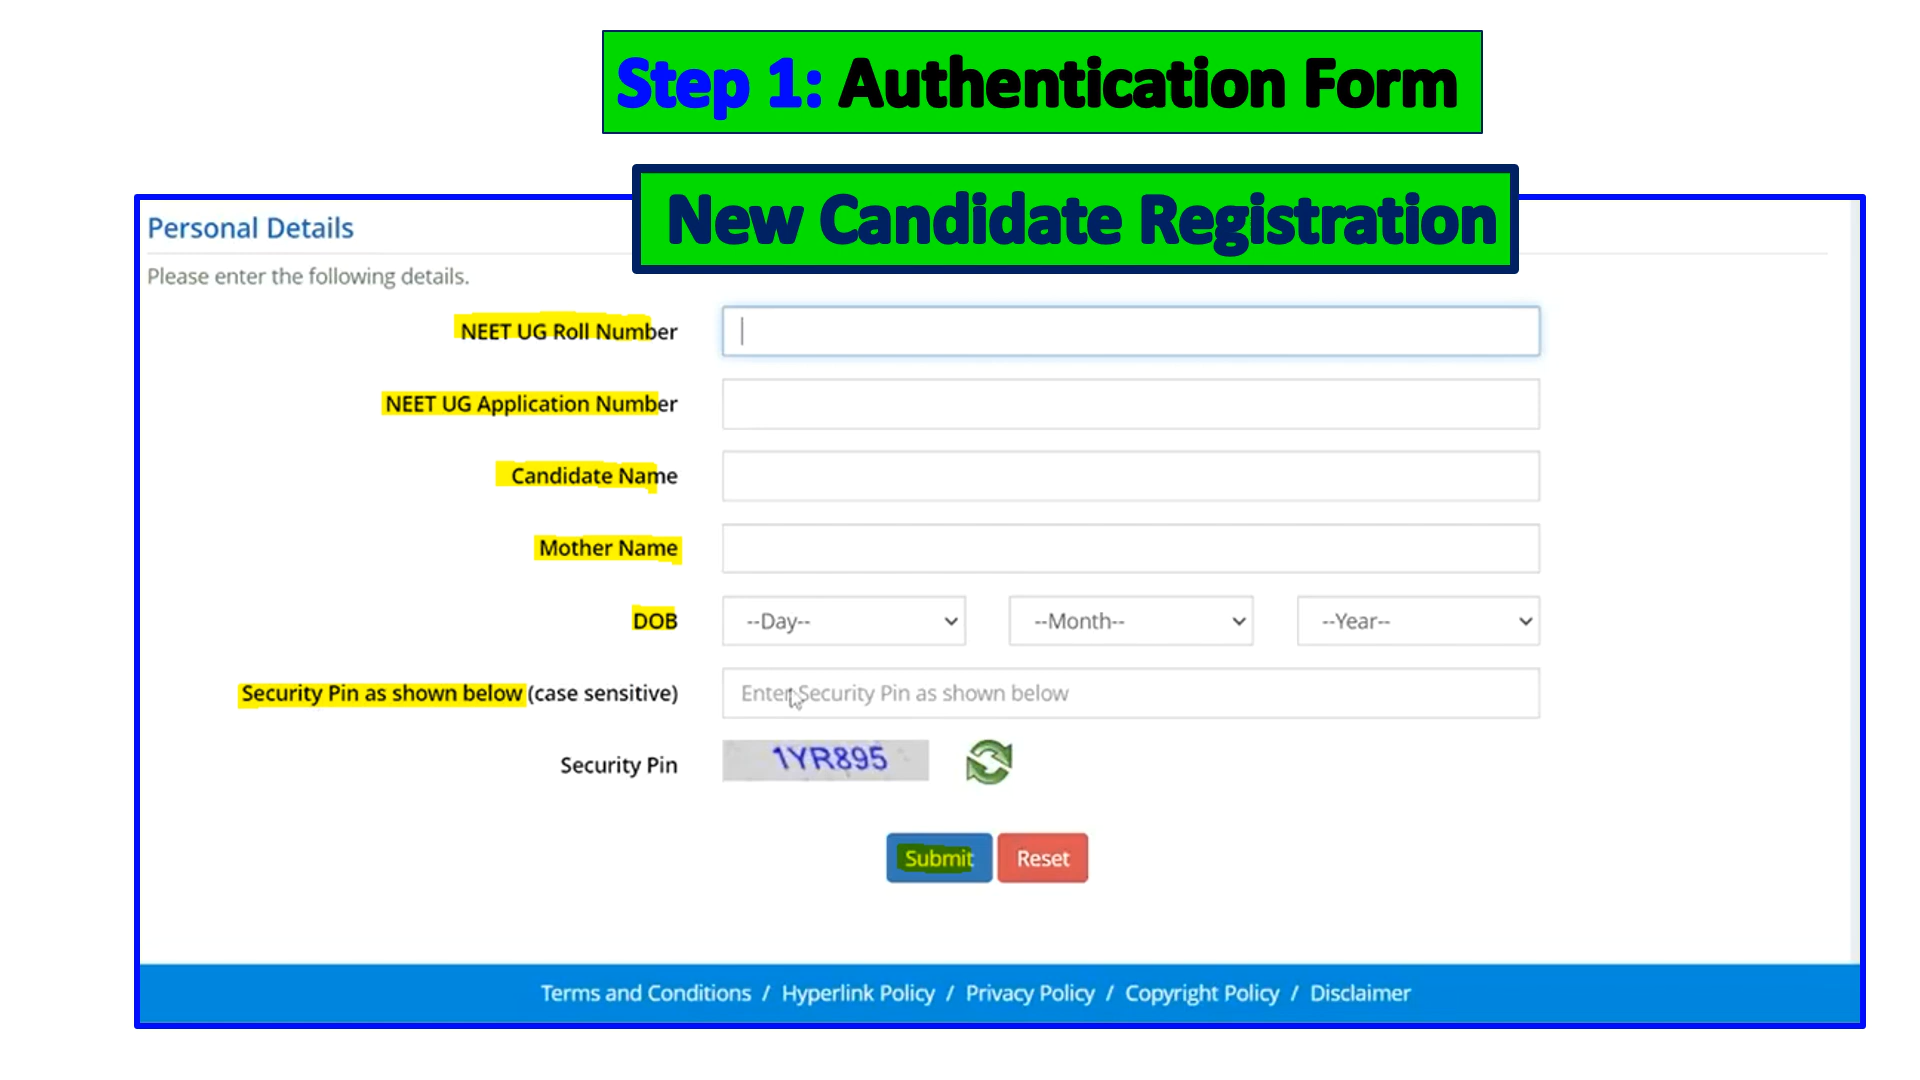 Step 1: Authentication Form
New Candidate Registration
Personal Details
Please enter the following details.
NEET UG Roll Number
NEET UG Application Number
Candidate Name
Mother Name
DOB --Day-- --Month-- --Year--
Security Pin as shown below (case sensitive) Enter Security Pin as shown below
Security Pin 1YR895
Submit Reset
Terms and Conditions / Hyperlink Policy / Privacy Policy / Copyright Policy / Disclaimer